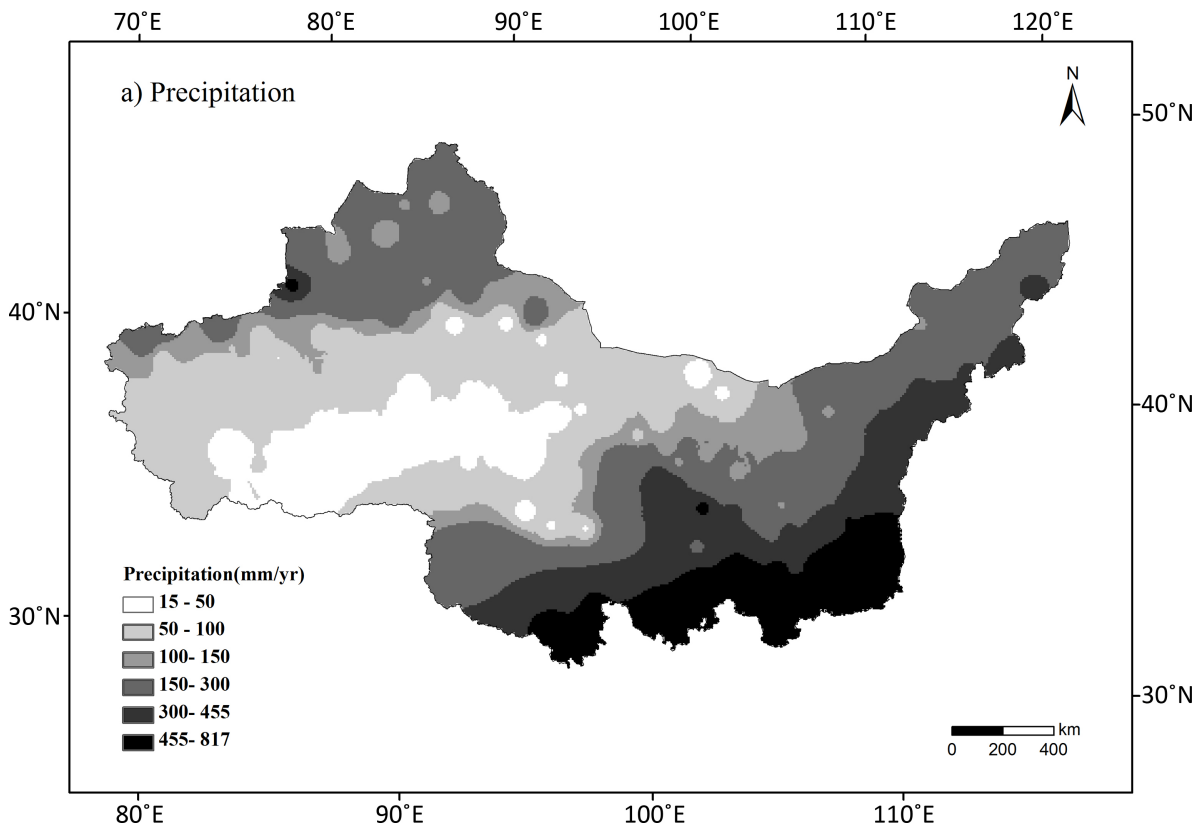 70˚E 80˚E 90˚E 100˚E 110˚E 120˚E
a) Precipitation
N
50˚N
40˚N
40˚N
30˚N
30˚N
Precipitation(mm/yr)
15 - 50
50 - 100
100- 150
150- 300
300- 455
455- 817
km
0 200 400
80˚E 90˚E 100˚E 110˚E